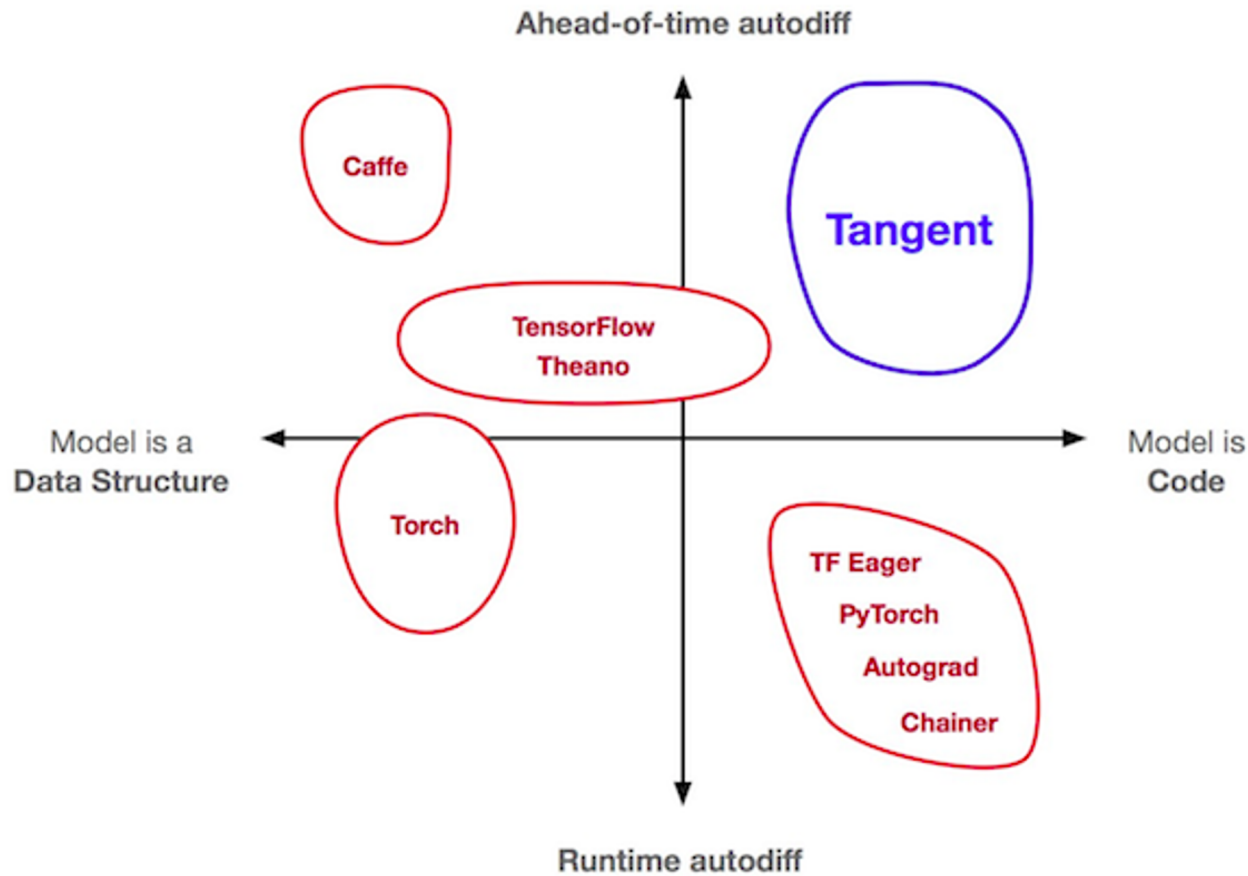 Ahead-of-time autodiff
Caffe
Tangent
TensorFlow
Theano
Model is a
Data Structure
Model is
Code
Torch
TF Eager
PyTorch
Autograd
Chainer
Runtime autodiff